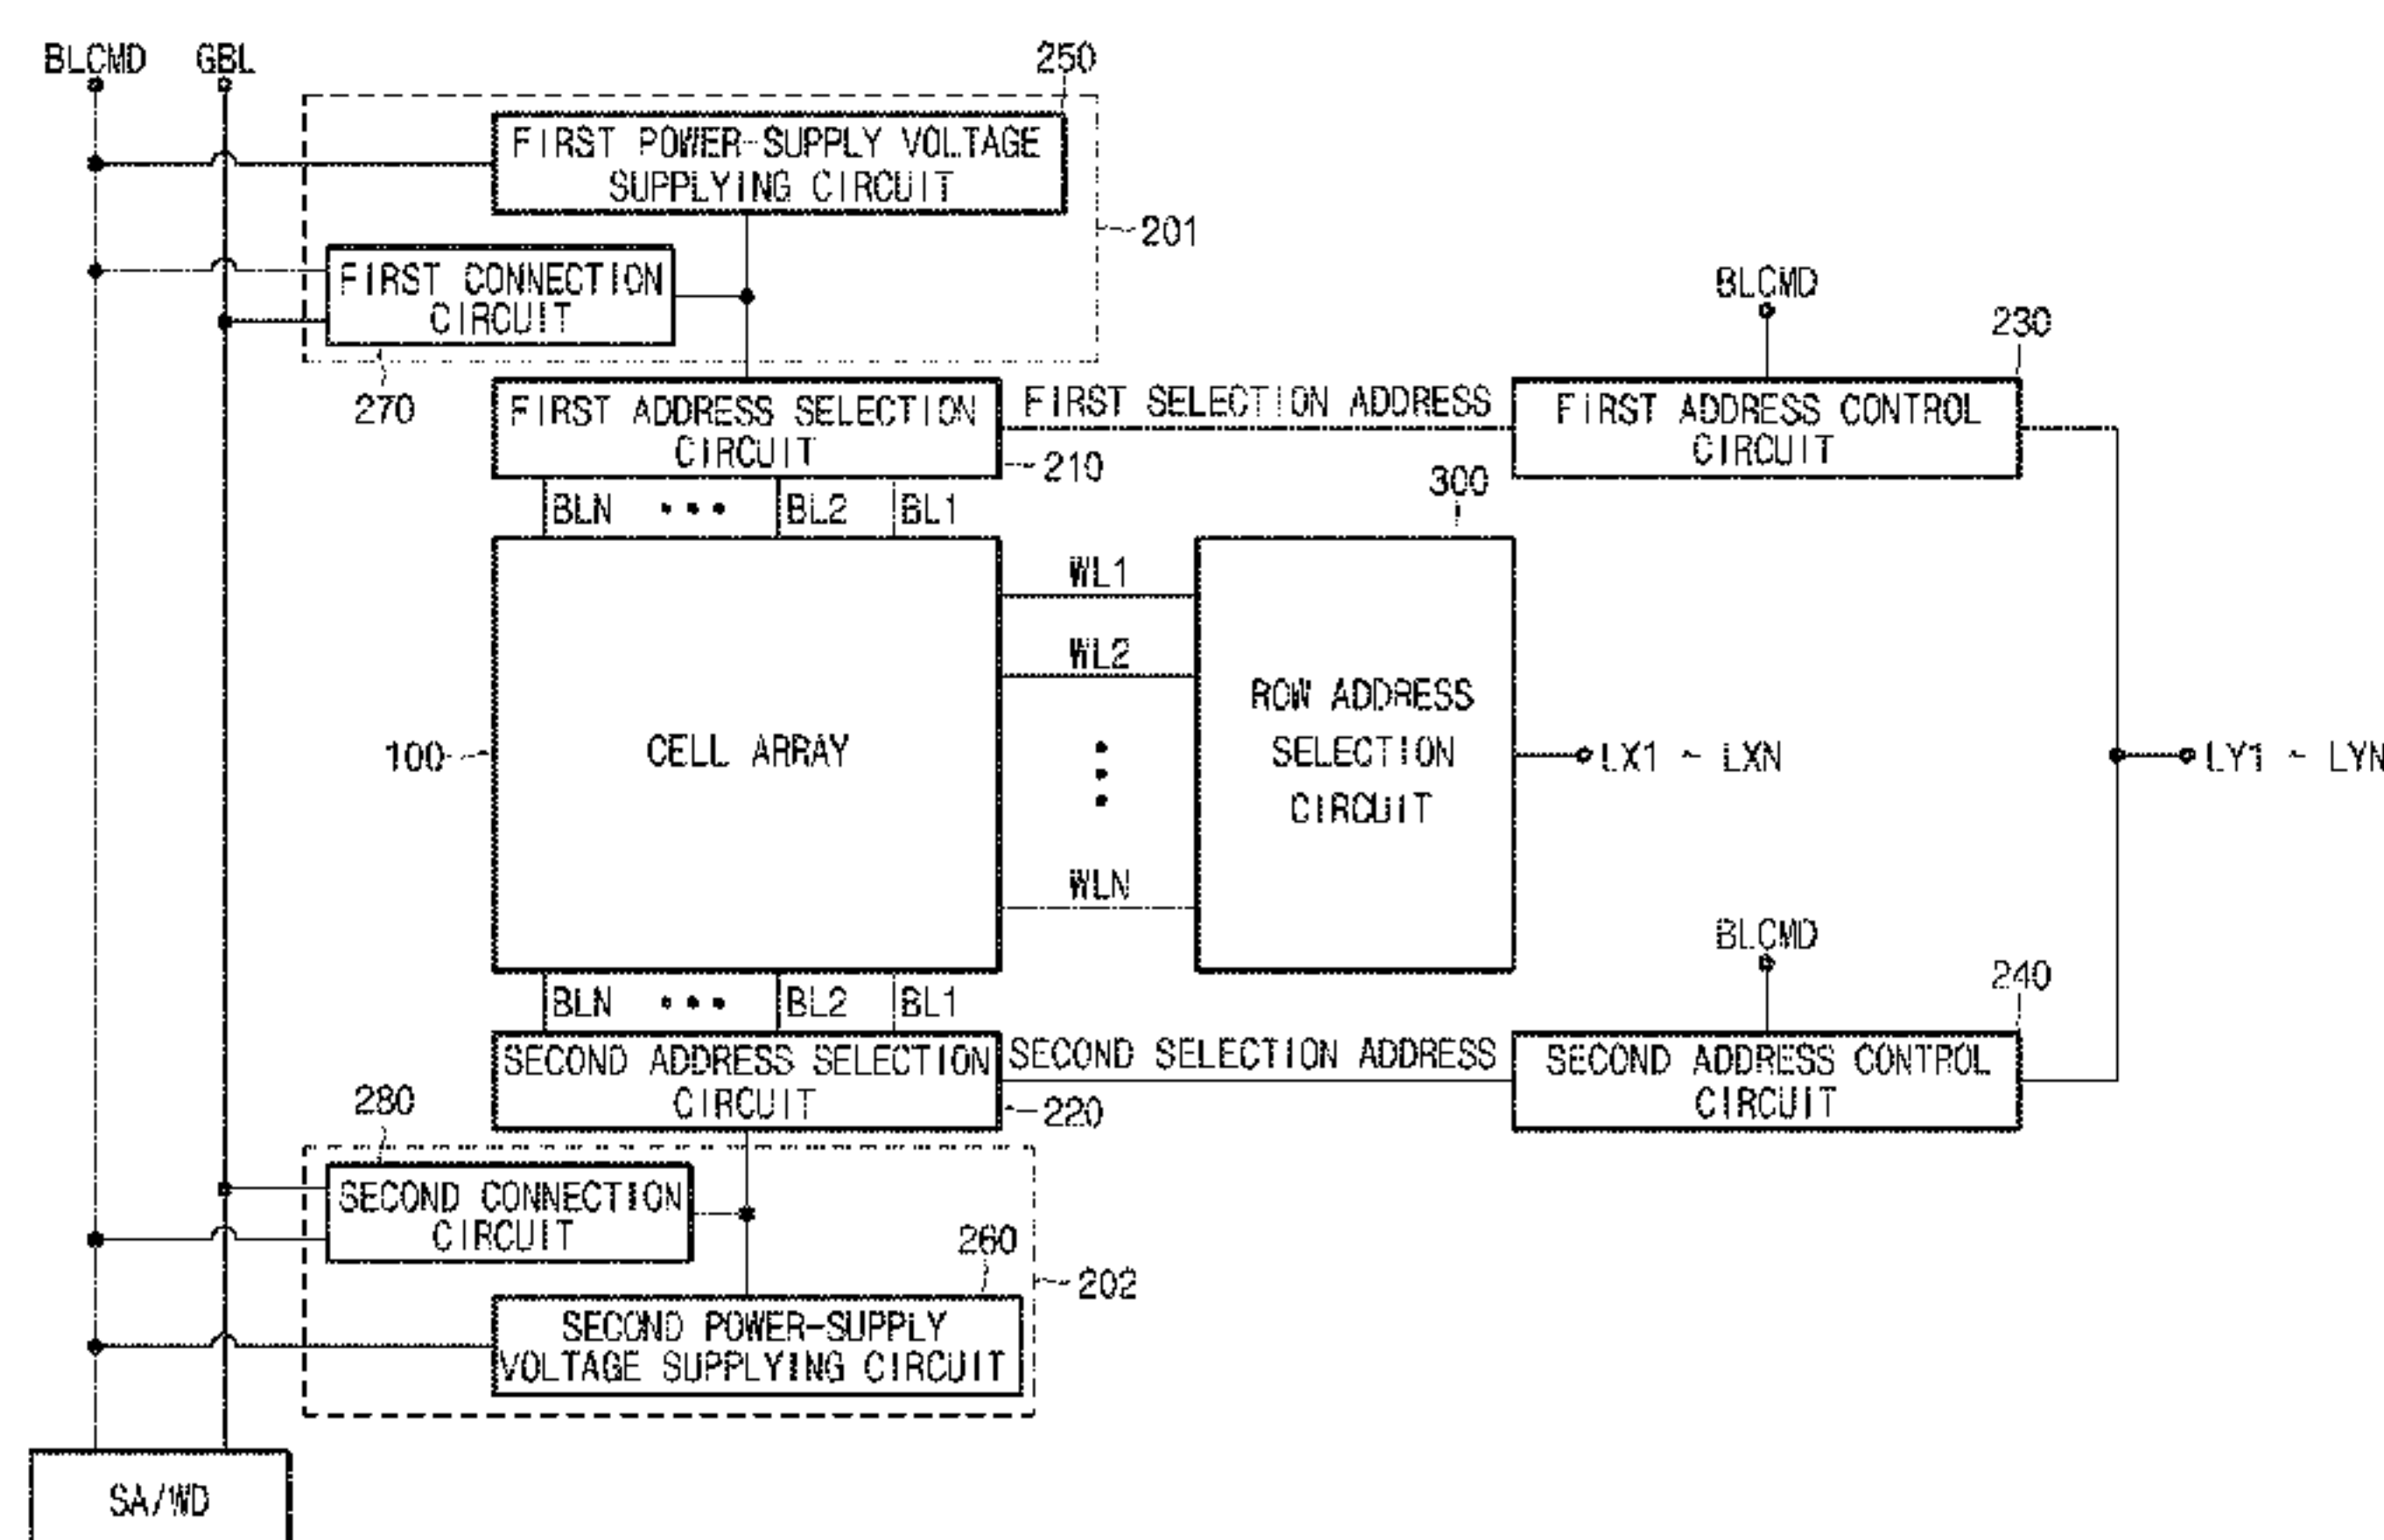 BLCMD GBL 250
FIRST POWER-SUPPLY VOLTAGE
SUPPLYING CIRCUIT
201
FIRST CONNECTION
CIRCUIT
270
BLCMD
230
FIRST ADDRESS SELECTION
CIRCUIT
210
FIRST SELECTION ADDRESS
FIRST ADDRESS CONTROL
CIRCUIT
BLN ••• BL2 BL1
300
100
CELL ARRAY
WL1
WL2
WLN
ROW ADDRESS
SELECTION
CIRCUIT
LX1 ~ LXN
LY1 ~ LYN
BLCMD
240
BLN ••• BL2 BL1
SECOND ADDRESS SELECTION
CIRCUIT
220
SECOND SELECTION ADDRESS
SECOND ADDRESS CONTROL
CIRCUIT
280
SECOND CONNECTION
CIRCUIT
260
202
SECOND POWER-SUPPLY
VOLTAGE SUPPLYING CIRCUIT
SA/WD